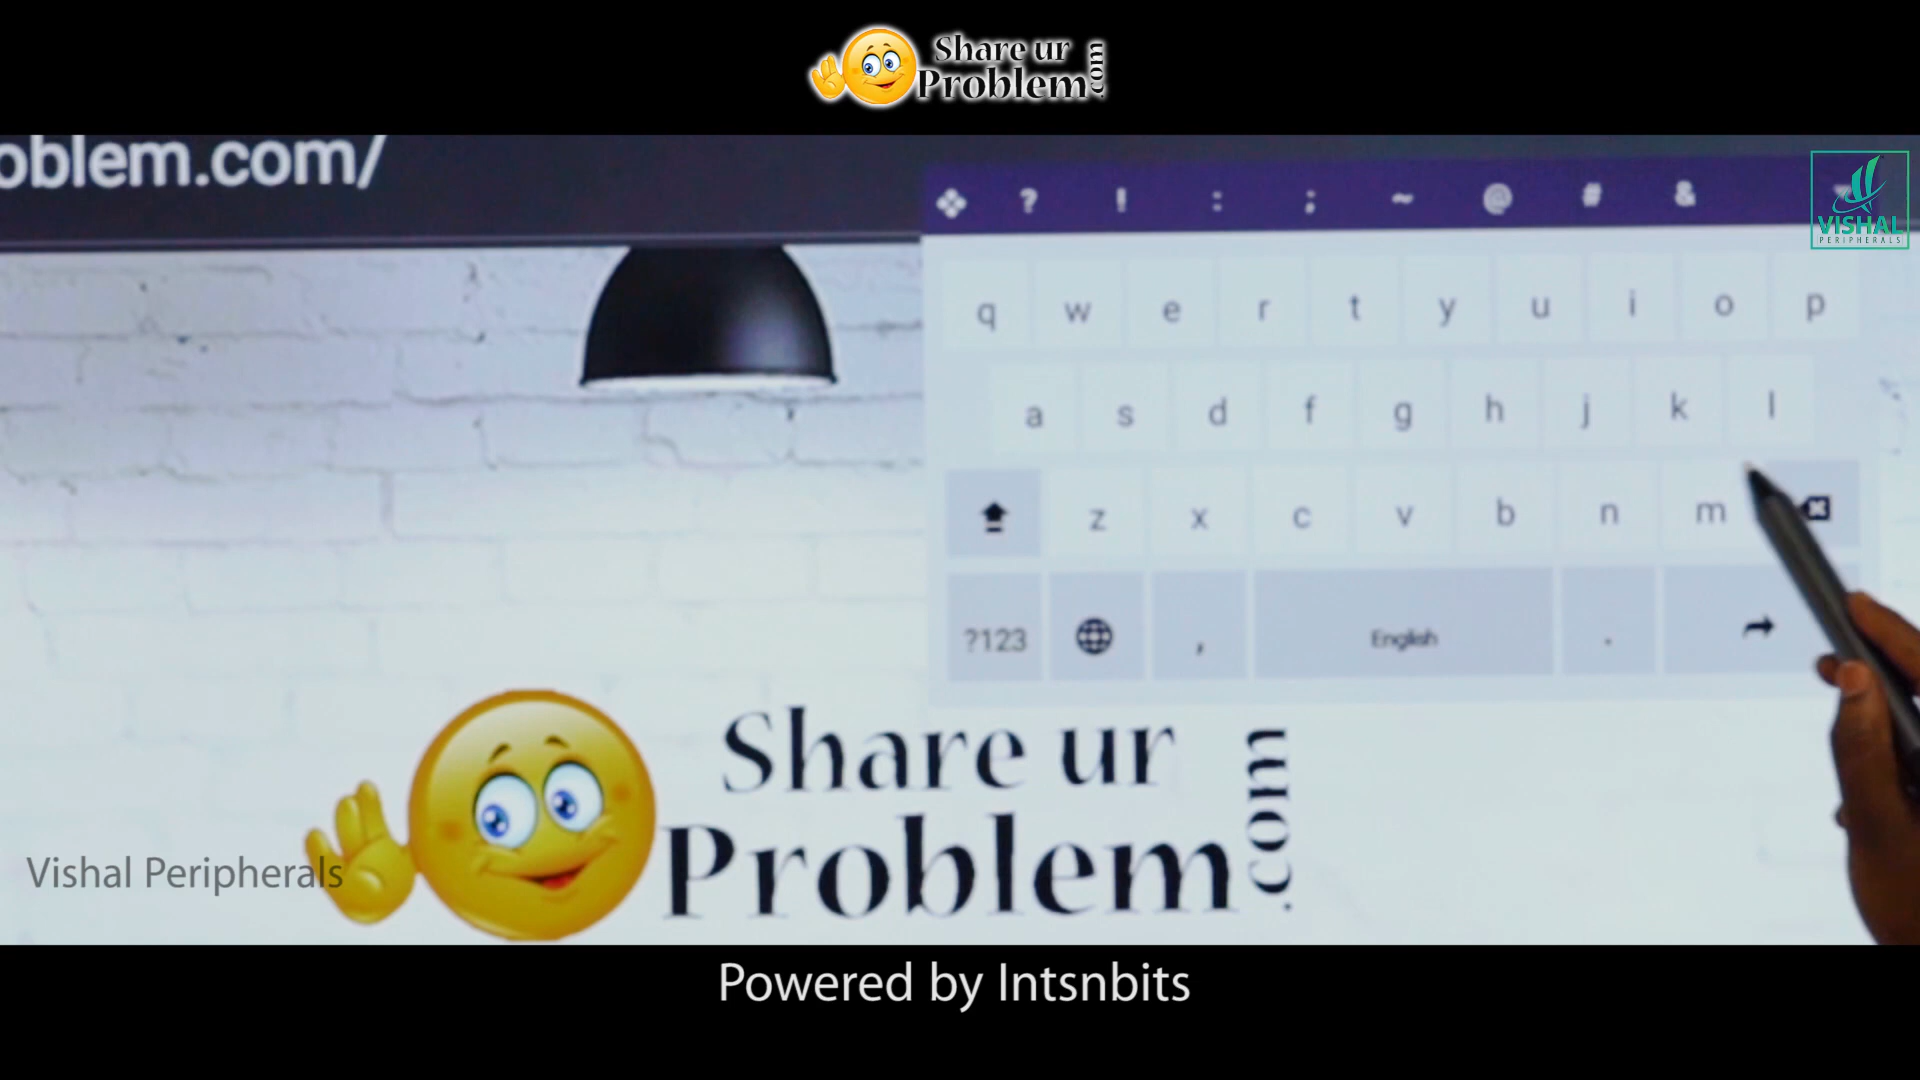 Share ur
Problem.com
oblem.com/
? ! : ; ~ @ # &
VISHAL
PERIPHERALS
q w e r t y u i o p
a s d f g h j k l
z x c v b n m
?123 , English .
Share ur
Problem.com
Vishal Peripherals
Powered by Intsnbits